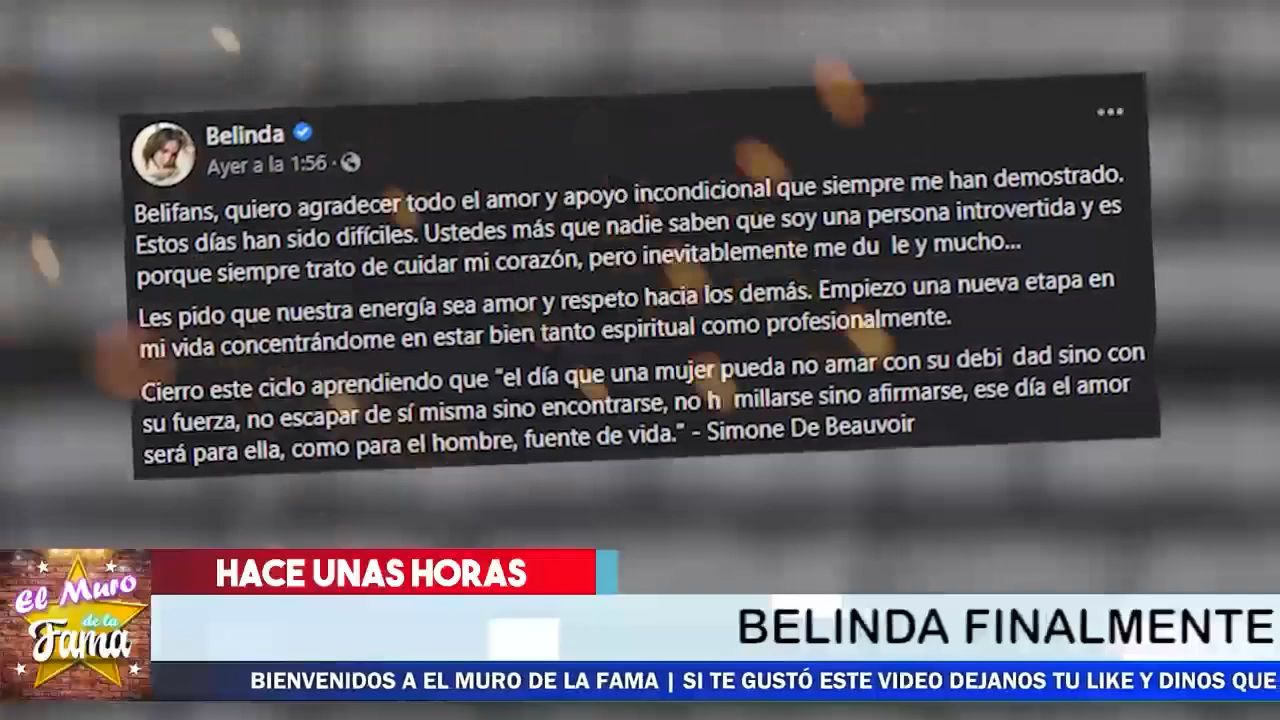 Belinda
Ayer a la 1:56 ·
Belifans, quiero agradecer todo el amor y apoyo incondicional que siempre me han demostrado.
Estos días han sido difíciles. Ustedes más que nadie saben que soy una persona introvertida y es
porque siempre trato de cuidar mi corazón, pero inevitablemente me du le y mucho...
Les pido que nuestra energía sea amor y respeto hacia los demás. Empiezo una nueva etapa en
mi vida concentrándome en estar bien tanto espiritual como profesionalmente.
Cierro este ciclo aprendiendo que "el día que una mujer pueda no amar con su debi dad sino con
su fuerza, no escapar de sí misma sino encontrarse, no h millarse sino afirmarse, ese día el amor
será para ella, como para el hombre, fuente de vida." - Simone De Beauvoir
HACE UNAS HORAS
El Muro
de la
Fama
BELINDA FINALMENTE
BIENVENIDOS A EL MURO DE LA FAMA | SI TE GUSTÓ ESTE VIDEO DEJANOS TU LIKE Y DINOS QUE